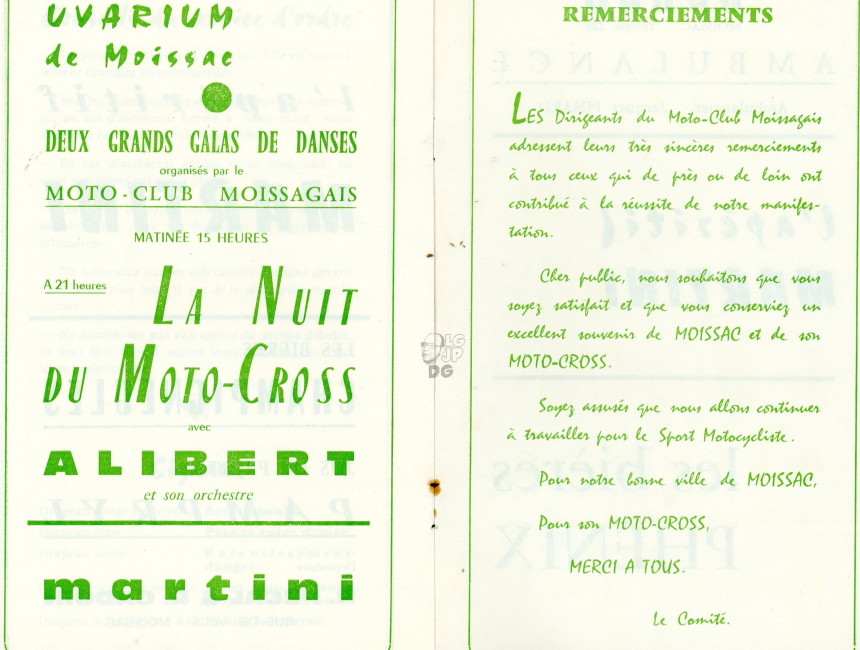 UVARIUM
de Moissac
DEUX GRANDS GALAS DE DANSES
organisés par le
MOTO-CLUB MOISSAGAIS
MATINÉE 15 HEURES
A 21 heures
LA NUIT
DU MOTO-CROSS
avec
ALIBERT
et son orchestre
martini
REMERCIEMENTS
LES Dirigeants du Moto-Club Moissagais
adressent leurs très sincères remerciements
à tous ceux qui de près ou de loin ont
contribué à la réussite de notre manifes-
tation.
Cher public, nous souhaitons que vous
soyez satisfait et que vous conserviez un
excellent souvenir de MOISSAC et de son
MOTO-CROSS.
Soyez assusés que nous allons continuer
à travailler pour le Sport Motocycliste.
Pour notre bonne ville de MOISSAC,
Pour son MOTO-CROSS,
MERCI A TOUS.
Le Comité.
LG
JP
DG